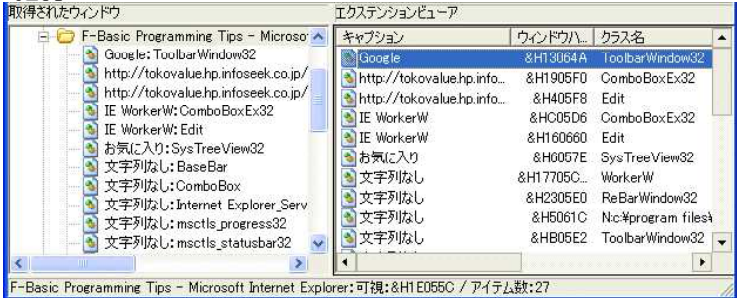 取得されたウィンドウ
エクステンションビューア
F-Basic Programming Tips - Microso
Google:ToolbarWindow32
http://tokovalue.hp.infoseek.co.jp/
http://tokovalue.hp.infoseek.co.jp/
IE WorkerW:ComboBoxEx32
IE WorkerW:Edit
お気に入り:SysTreeView32
文字列なし:BaseBar
文字列なし:ComboBox
文字列なし:Internet Explorer_Serv
文字列なし:msctls_progress32
文字列なし:msctls_statusbar32
キャプション ウィンドウハ... クラス名
Google &H13064A ToolbarWindow32
http://tokovalue.hp.info... &H1905F0 ComboBoxEx32
http://tokovalue.hp.info... &H405F8 Edit
IE WorkerW &HC05D6 ComboBoxEx32
IE WorkerW &H160660 Edit
お気に入り &H6057E SysTreeView32
文字列なし &H17705C... WorkerW
文字列なし &H2305E0 ReBarWindow32
文字列なし &H5061C N:c:¥program files¥
文字列なし &HB05E2 ToolbarWindow32
F-Basic Programming Tips - Microsoft Internet Explorer:可視:&H1E055C / アイテム数:27